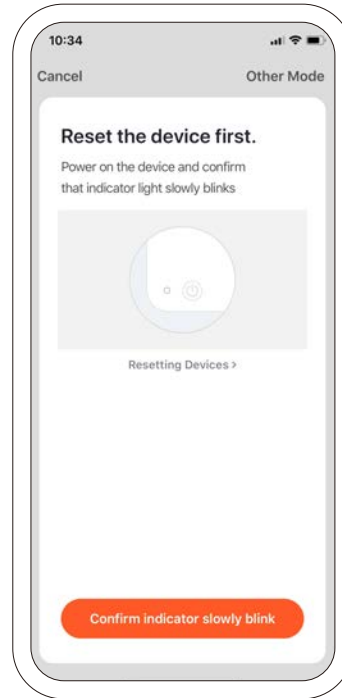 10:34
Cancel
Other Mode
Reset the device first.
Power on the device and confirm
that indicator light slowly blinks
Resetting Devices >
Confirm indicator slowly blink